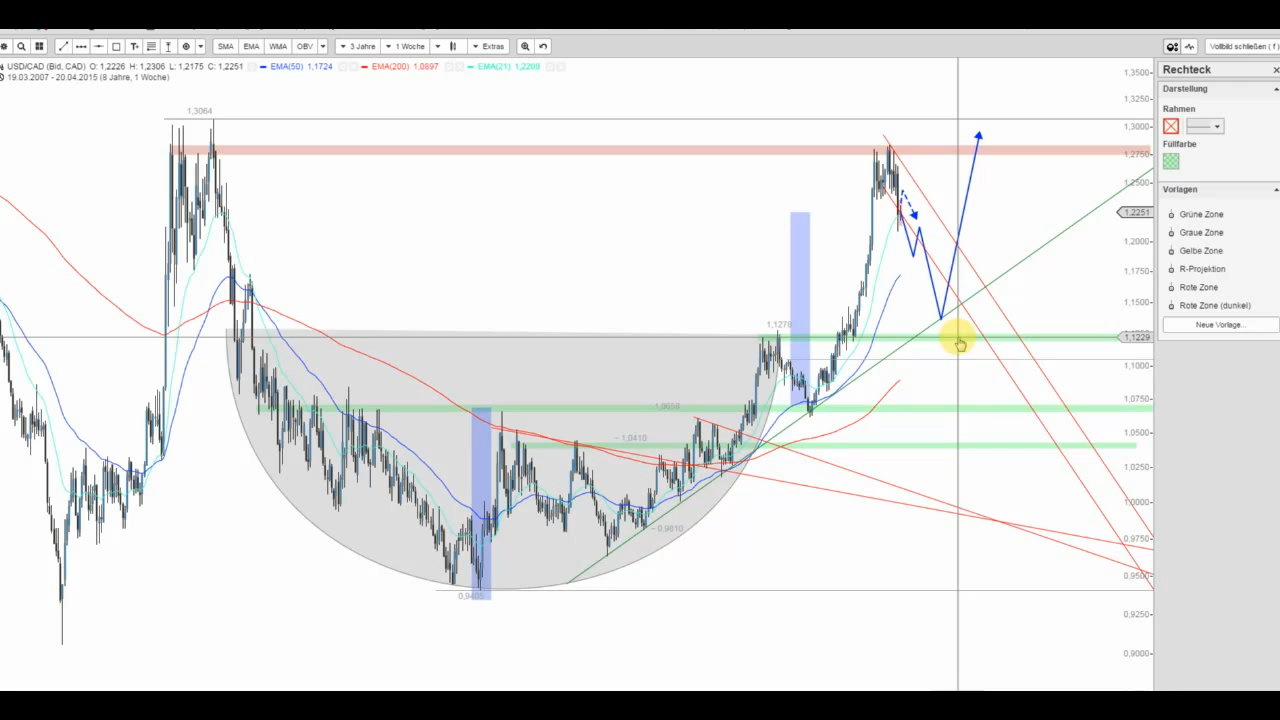 SMA EMA WMA OBV 3 Jahre 1 Woche Extras Vollbild schließen ( f )
USD/CAD (Bid, CAD) O: 1,2226 H: 1,2306 L: 1,2175 C: 1,2251 EMA(50) 1,1724 EMA(200) 1,0897 EMA(21) 1,2209
19.03.2007 - 20.04.2015 (8 Jahre, 1 Woche)
1,3064
1,1278
1,0658
~ 1,0410
~ 0,9810
0,9405
1,3500
1,3250
1,3000
1,2750
1,2500
1,2251
1,2000
1,1750
1,1500
1,1229
1,1000
1,0750
1,0500
1,0250
1,0000
0,9750
0,9500
0,9250
0,9000
Rechteck
Darstellung
Rahmen
Füllfarbe
Vorlagen
Grüne Zone
Graue Zone
Gelbe Zone
R-Projektion
Rote Zone
Rote Zone (dunkel)
Neue Vorlage...